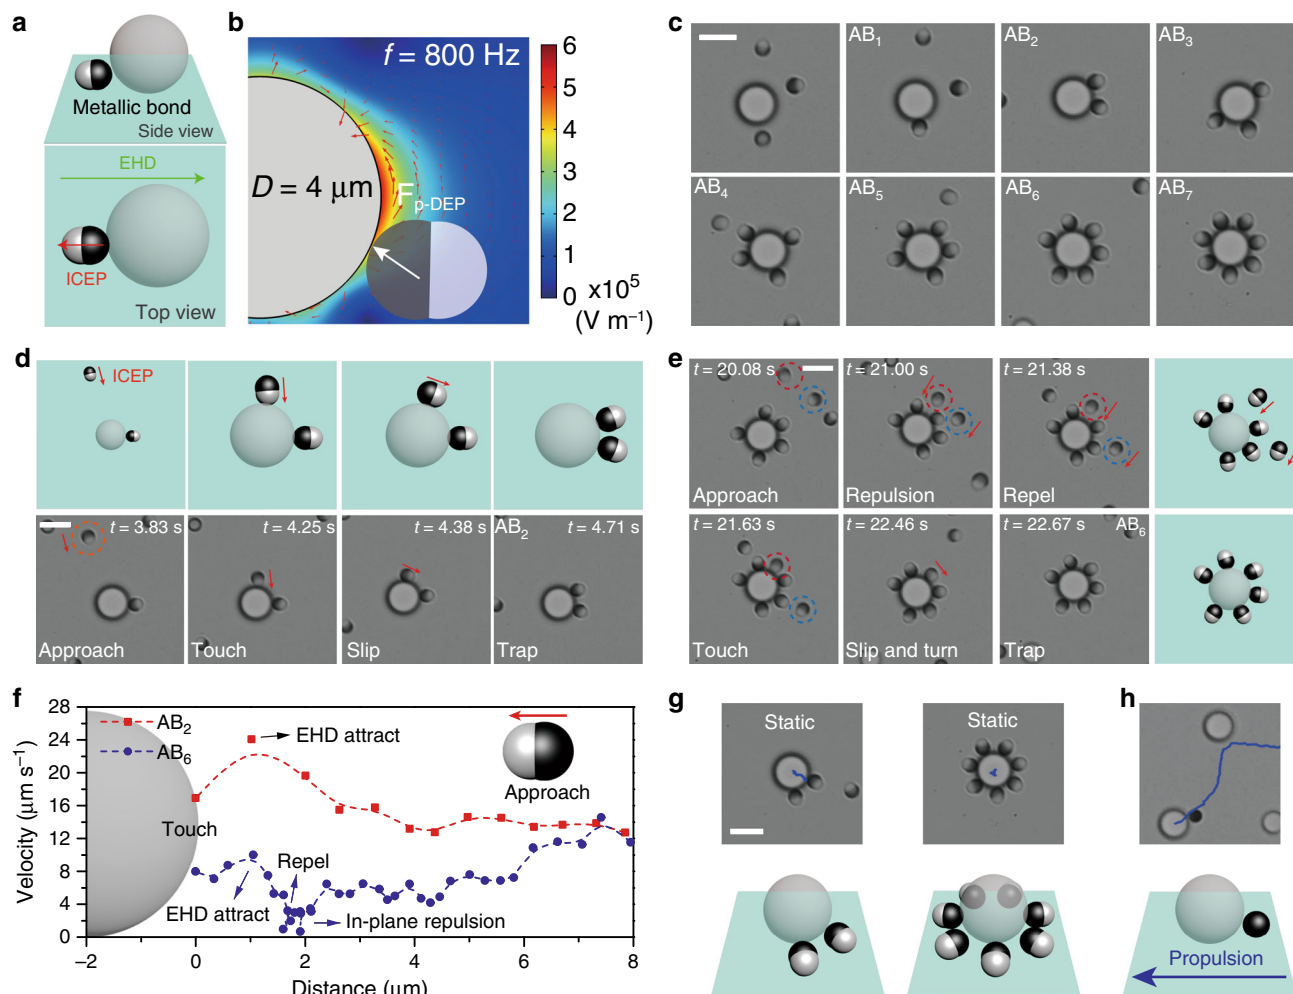 a
Metallic bond
Side view
EHD
ICEP
Top view
b
f = 800 Hz
D = 4 μm
Fp-DEP
6
5
4
3
2
1
0
x10⁵
(V m⁻¹)
c
AB₁
AB₂
AB₃
AB₄
AB₅
AB₆
AB₇
d
ICEP
t = 3.83 s
Approach
t = 4.25 s
Touch
t = 4.38 s
Slip
AB₂
t = 4.71 s
Trap
e
t = 20.08 s
Approach
t = 21.00 s
Repulsion
t = 21.38 s
Repel
t = 21.63 s
Touch
t = 22.46 s
Slip and turn
t = 22.67 s
AB₆
Trap
f
Velocity (μm s⁻¹)
28
24
20
16
12
8
4
0
AB₂
AB₆
EHD attract
Approach
Touch
Repel
EHD attract
In-plane repulsion
−2
0
2
4
6
8
Distance (μm)
g
Static
Static
h
Propulsion